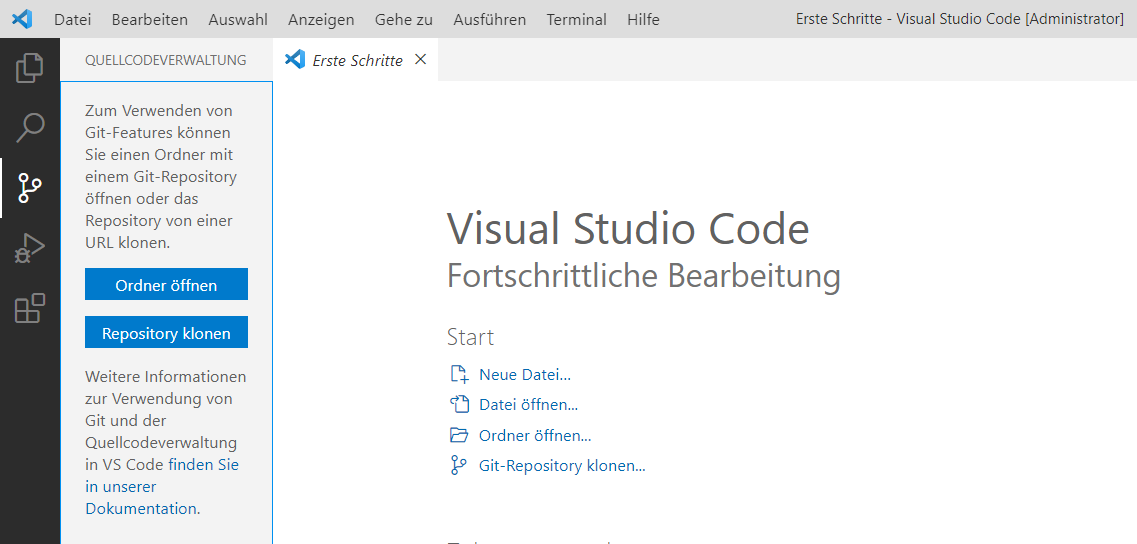 Datei Bearbeiten Auswahl Anzeigen Gehe zu Ausführen Terminal Hilfe Erste Schritte - Visual Studio Code [Administrator]
QUELLCODEVERWALTUNG
Erste Schritte
Zum Verwenden von
Git-Features können
Sie einen Ordner mit
einem Git-Repository
öffnen oder das
Repository von einer
URL klonen.
Ordner öffnen
Repository klonen
Weitere Informationen
zur Verwendung von
Git und der
Quellcodeverwaltung
in VS Code finden Sie
in unserer
Dokumentation.
Visual Studio Code
Fortschrittliche Bearbeitung
Start
Neue Datei...
Datei öffnen...
Ordner öffnen...
Git-Repository klonen...